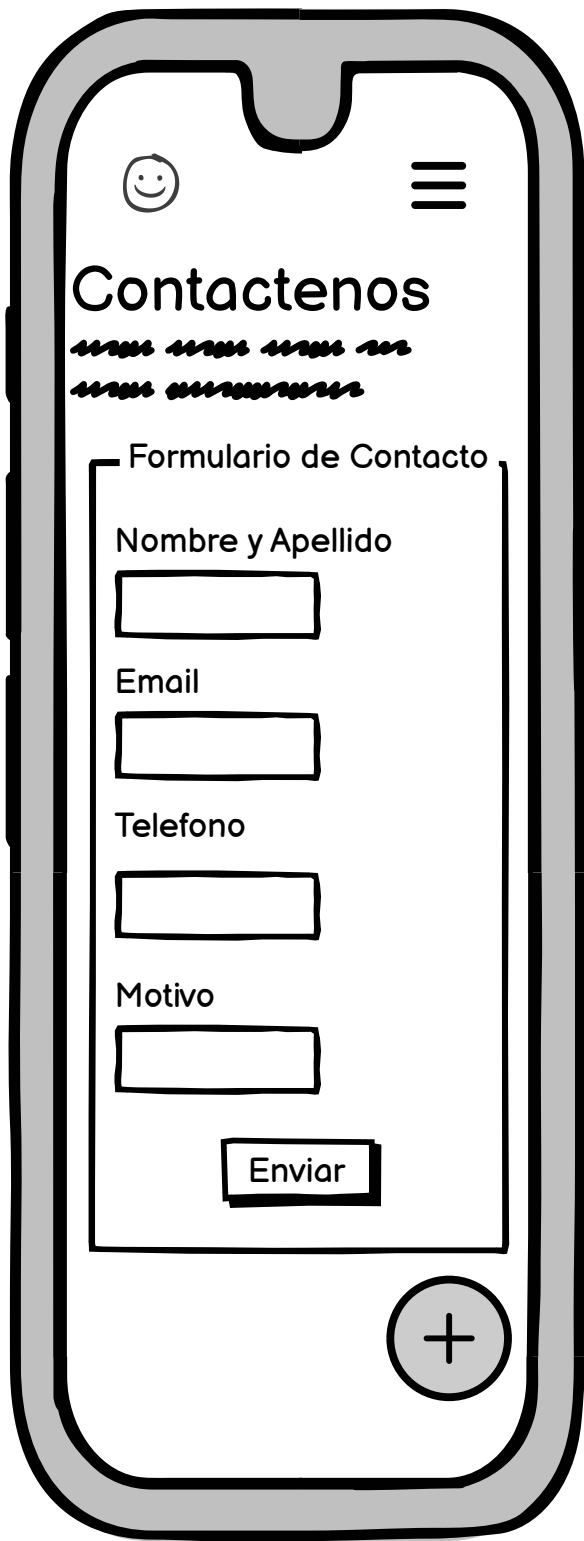 Contactenos
Formulario de Contacto
Nombre y Apellido
Email
Telefono
Motivo
Enviar